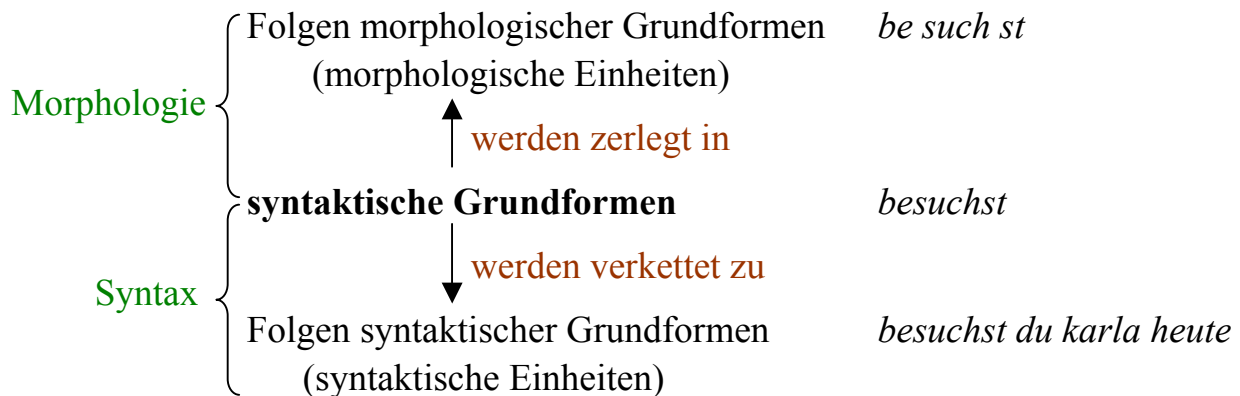 Folgen morphologischer Grundformen be such st
(morphologische Einheiten)
Morphologie
werden zerlegt in
syntaktische Grundformen besuchst
werden verkettet zu
Syntax
Folgen syntaktischer Grundformen besuchst du karla heute
(syntaktische Einheiten)